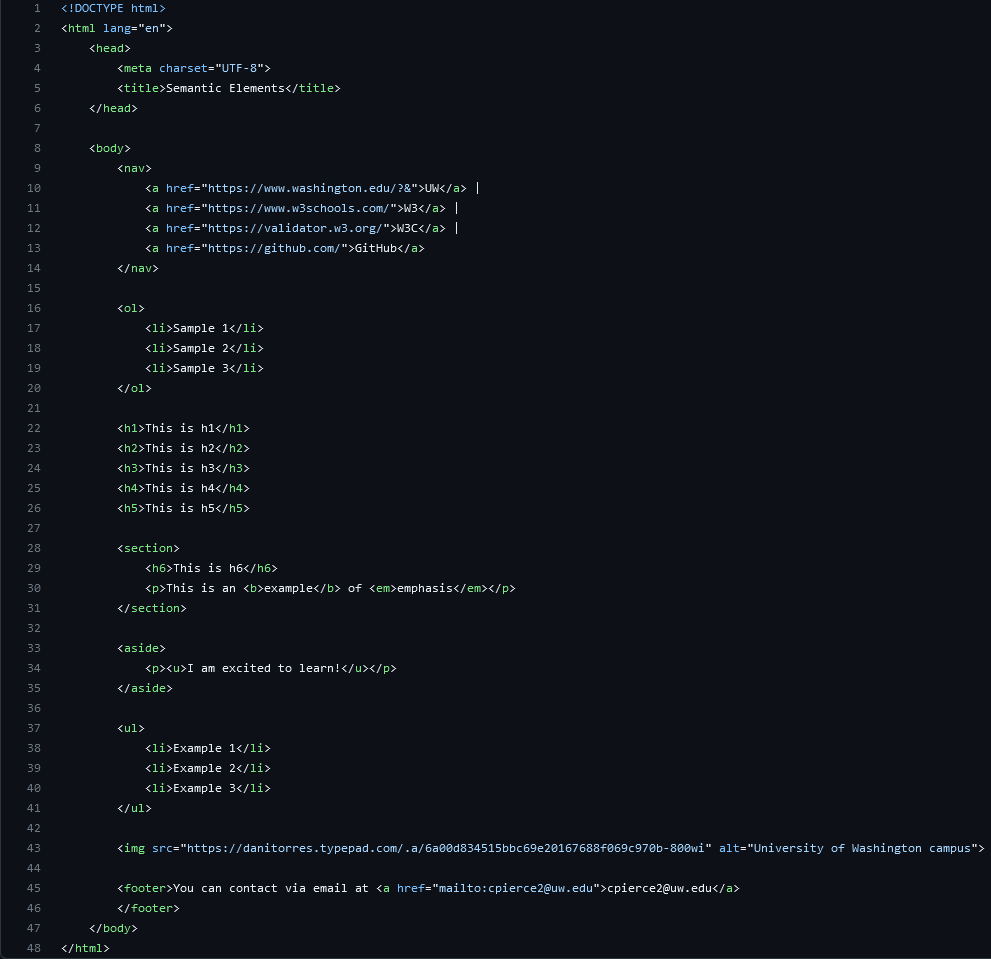 1 <!DOCTYPE html>
2 <html lang="en">
3     <head>
4         <meta charset="UTF-8">
5         <title>Semantic Elements</title>
6     </head>
7
8     <body>
9         <nav>
10             <a href="https://www.washington.edu/?&">UW</a> |
11             <a href="https://www.w3schools.com/">W3</a> |
12             <a href="https://validator.w3.org/">W3C</a> |
13             <a href="https://github.com/">GitHub</a>
14         </nav>
15
16         <ol>
17             <li>Sample 1</li>
18             <li>Sample 2</li>
19             <li>Sample 3</li>
20         </ol>
21
22         <h1>This is h1</h1>
23         <h2>This is h2</h2>
24         <h3>This is h3</h3>
25         <h4>This is h4</h4>
26         <h5>This is h5</h5>
27
28         <section>
29             <h6>This is h6</h6>
30             <p>This is an <b>example</b> of <em>emphasis</em></p>
31         </section>
32
33         <aside>
34             <p><u>I am excited to learn!</u></p>
35         </aside>
36
37         <ul>
38             <li>Example 1</li>
39             <li>Example 2</li>
40             <li>Example 3</li>
41         </ul>
42
43         <img src="https://danitorres.typepad.com/.a/6a00d834515bbc69e20167688f069c970b-800wi" alt="University of Washington campus">
44
45         <footer>You can contact via email at <a href="mailto:cpierce2@uw.edu">cpierce2@uw.edu</a>
46         </footer>
47     </body>
48 </html>